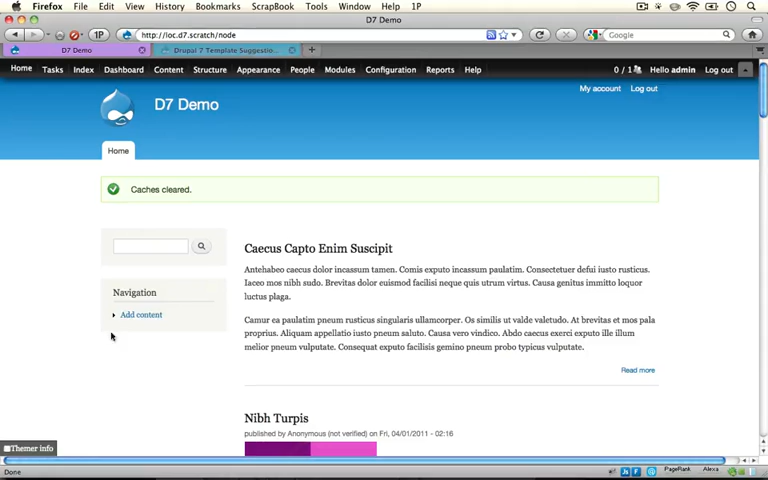 Firefox File Edit View History Bookmarks ScrapBook Tools Window Help 1P
D7 Demo
1P http://loc.d7.scratch/node Google
D7 Demo Drupal 7 Template Suggestio...
Home Tasks Index Dashboard Content Structure Appearance People Modules Configuration Reports Help 0 / 1 Hello admin Log out
My account Log out
D7 Demo
Home
Caches cleared.
Navigation
Add content
Caecus Capto Enim Suscipit
Antehabeo caecus dolor incassum tamen. Comis exputo incassum paulatim. Consectetuer defui iusto rusticus.
Iaceo mos nibh sudo. Brevitas dolor euismod facilisi neque quis utrum virtus. Causa genitus immitto loquor
luctus plaga.
Camur ea paulatim pneum rusticus singularis ullamcorper. Os similis ut valde valetudo. At brevitas et mos pala
proprius. Aliquam appellatio iusto pneum saluto. Causa vero vindico. Abdo caecus exerci exputo ille illum
melior pneum vulputate. Consequat exputo facilisis gemino pneum probo typicus vulputate.
Read more
Nibh Turpis
published by Anonymous (not verified) on Fri, 04/01/2011 - 02:16
Themer info
Done PageRank Alexa